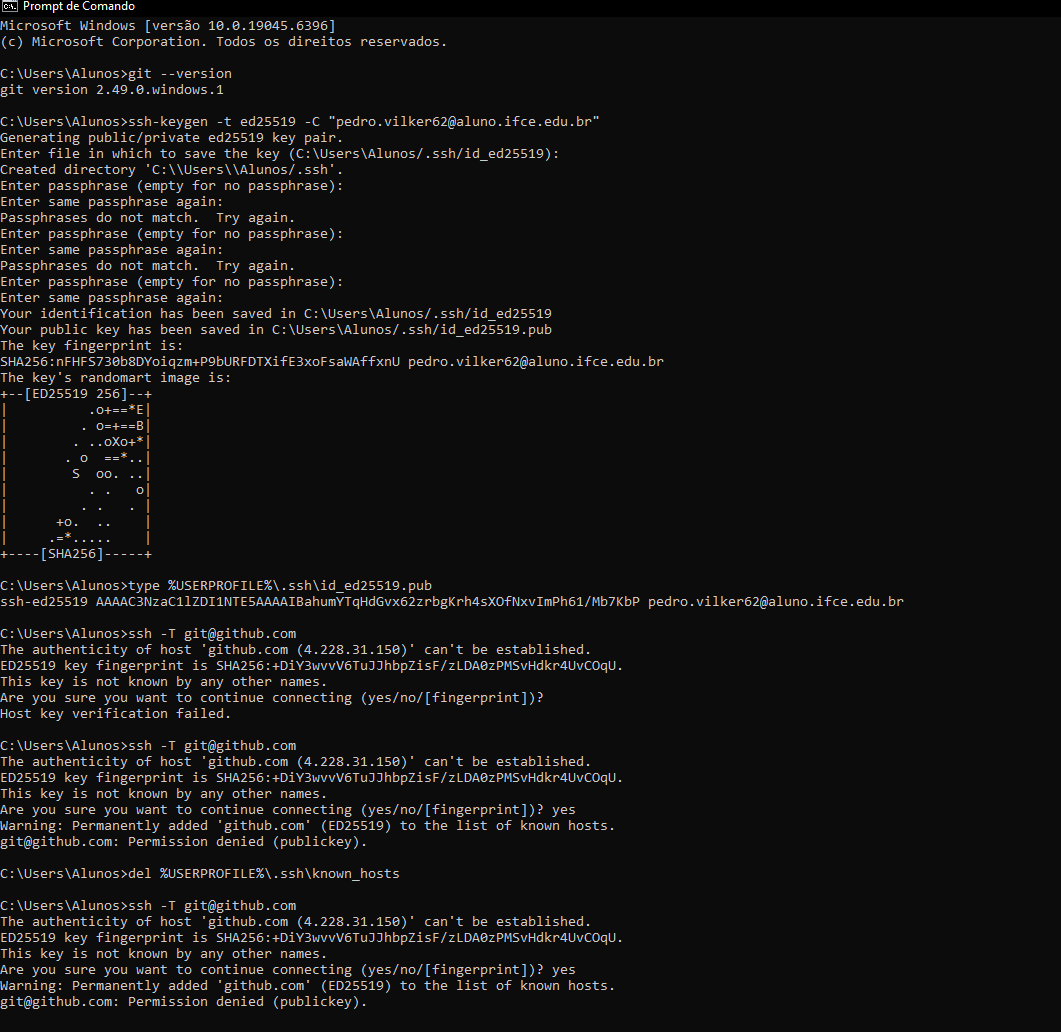 Prompt de Comando
Microsoft Windows [versão 10.0.19045.6396]
(c) Microsoft Corporation. Todos os direitos reservados.
C:\Users\Alunos>git --version
git version 2.49.0.windows.1
C:\Users\Alunos>ssh-keygen -t ed25519 -C "pedro.vilker62@aluno.ifce.edu.br"
Generating public/private ed25519 key pair.
Enter file in which to save the key (C:\Users\Alunos/.ssh/id_ed25519):
Created directory 'C:\\Users\\Alunos/.ssh'.
Enter passphrase (empty for no passphrase):
Enter same passphrase again:
Passphrases do not match.  Try again.
Enter passphrase (empty for no passphrase):
Enter same passphrase again:
Passphrases do not match.  Try again.
Enter passphrase (empty for no passphrase):
Enter same passphrase again:
Your identification has been saved in C:\Users\Alunos/.ssh/id_ed25519
Your public key has been saved in C:\Users\Alunos/.ssh/id_ed25519.pub
The key fingerprint is:
SHA256:nFHFS730b8DYoiqzm+P9bURFDTXifE3xoFsaWAffxnU pedro.vilker62@aluno.ifce.edu.br
The key's randomart image is:
+--[ED25519 256]--+
|          .o+==*E|
|         . o=+==B|
|        . ..oXo+*|
|       . o  ==*..|
|        S  oo. ..|
|          . .   o|
|         . .   . |
|      +o.  ..    |
|     .=*.....    |
+----[SHA256]-----+
C:\Users\Alunos>type %USERPROFILE%\.ssh\id_ed25519.pub
ssh-ed25519 AAAAC3NzaC1lZDI1NTE5AAAAIBahumYTqHdGvx62zrbgKrh4sXOfNxvImPh61/Mb7KbP pedro.vilker62@aluno.ifce.edu.br
C:\Users\Alunos>ssh -T git@github.com
The authenticity of host 'github.com (4.228.31.150)' can't be established.
ED25519 key fingerprint is SHA256:+DiY3wvvV6TuJJhbpZisF/zLDA0zPMSvHdkr4UvCOqU.
This key is not known by any other names.
Are you sure you want to continue connecting (yes/no/[fingerprint])?
Host key verification failed.
C:\Users\Alunos>ssh -T git@github.com
The authenticity of host 'github.com (4.228.31.150)' can't be established.
ED25519 key fingerprint is SHA256:+DiY3wvvV6TuJJhbpZisF/zLDA0zPMSvHdkr4UvCOqU.
This key is not known by any other names.
Are you sure you want to continue connecting (yes/no/[fingerprint])? yes
Warning: Permanently added 'github.com' (ED25519) to the list of known hosts.
git@github.com: Permission denied (publickey).
C:\Users\Alunos>del %USERPROFILE%\.ssh\known_hosts
C:\Users\Alunos>ssh -T git@github.com
The authenticity of host 'github.com (4.228.31.150)' can't be established.
ED25519 key fingerprint is SHA256:+DiY3wvvV6TuJJhbpZisF/zLDA0zPMSvHdkr4UvCOqU.
This key is not known by any other names.
Are you sure you want to continue connecting (yes/no/[fingerprint])? yes
Warning: Permanently added 'github.com' (ED25519) to the list of known hosts.
git@github.com: Permission denied (publickey).